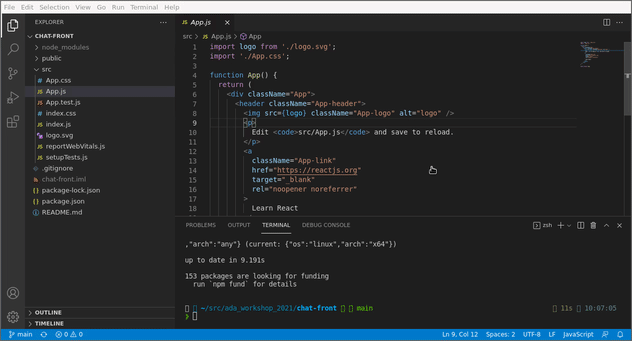 File Edit Selection View Go Run Terminal Help
EXPLORER
CHAT-FRONT
node_modules
public
src
App.css
App.js
App.test.js
index.css
index.js
logo.svg
reportWebVitals.js
setupTests.js
.gitignore
chat-front.iml
package-lock.json
package.json
README.md
OUTLINE
TIMELINE
JS App.js
src > JS App.js > App
1 import logo from './logo.svg';
2 import './App.css';
3
4 function App() {
5 return (
6 <div className="App">
7 <header className="App-header">
8 <img src={logo} className="App-logo" alt="logo" />
9 <p>
10 Edit <code>src/App.js</code> and save to reload.
11 </p>
12 <a
13 className="App-link"
14 href="https://reactjs.org"
15 target="_blank"
16 rel="noopener noreferrer"
17 >
18 Learn React
PROBLEMS OUTPUT TERMINAL DEBUG CONSOLE
zsh
,"arch":"any"} (current: {"os":"linux","arch":"x64"})
up to date in 9.191s
153 packages are looking for funding
run `npm fund` for details
~/src/ada_workshop_2021/chat-front main 11s 10:07:05
main 0 0 Ln 9, Col 12 Spaces: 2 UTF-8 LF JavaScript